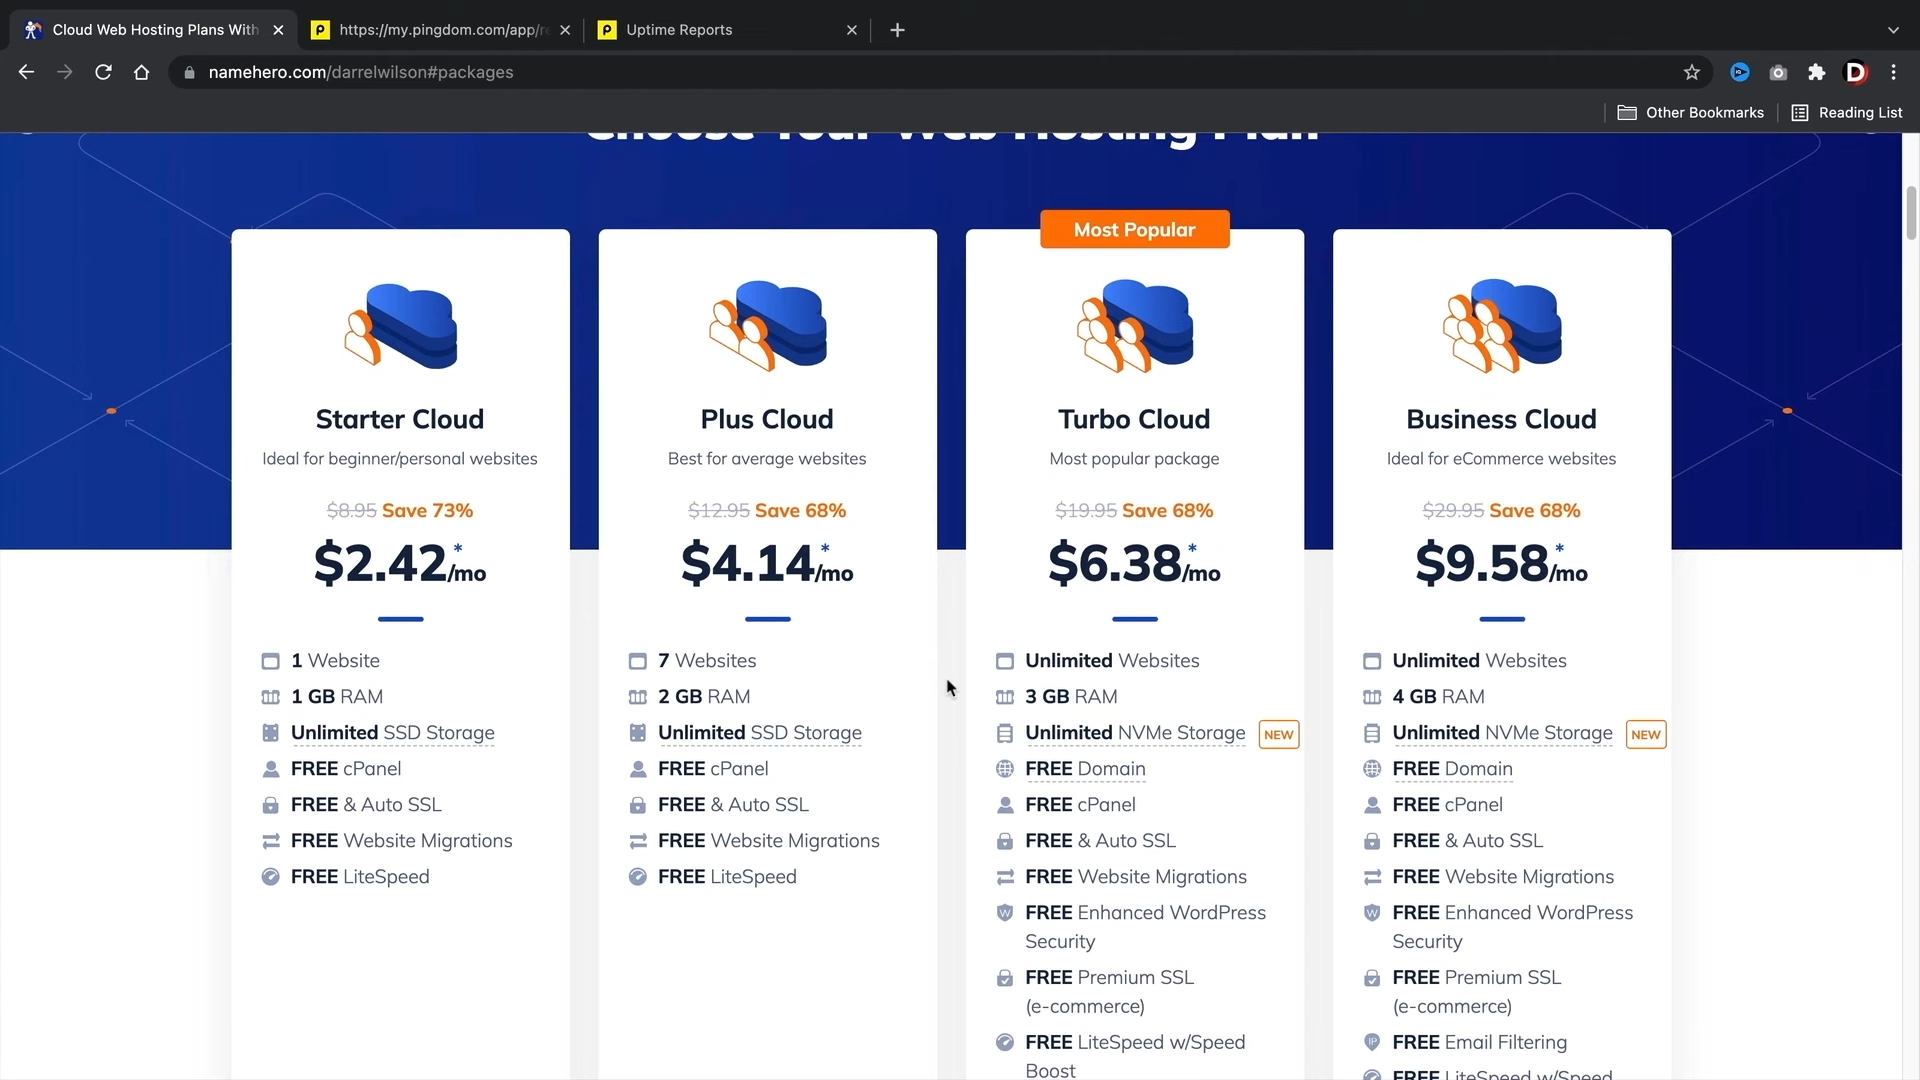 Cloud Web Hosting Plans With
https://my.pingdom.com/app/re
Uptime Reports
namehero.com/darrelwilson#packages
Other Bookmarks
Reading List
Choose Your Web Hosting Plan
Most Popular
Starter Cloud
Ideal for beginner/personal websites
$8.95 Save 73%
$2.42*/mo
1 Website
1 GB RAM
Unlimited SSD Storage
FREE cPanel
FREE & Auto SSL
FREE Website Migrations
FREE LiteSpeed
Plus Cloud
Best for average websites
$12.95 Save 68%
$4.14*/mo
7 Websites
2 GB RAM
Unlimited SSD Storage
FREE cPanel
FREE & Auto SSL
FREE Website Migrations
FREE LiteSpeed
Turbo Cloud
Most popular package
$19.95 Save 68%
$6.38*/mo
Unlimited Websites
3 GB RAM
Unlimited NVMe Storage NEW
FREE Domain
FREE cPanel
FREE & Auto SSL
FREE Website Migrations
FREE Enhanced WordPress
Security
FREE Premium SSL
(e-commerce)
FREE LiteSpeed w/Speed
Boost
Business Cloud
Ideal for eCommerce websites
$29.95 Save 68%
$9.58*/mo
Unlimited Websites
4 GB RAM
Unlimited NVMe Storage NEW
FREE Domain
FREE cPanel
FREE & Auto SSL
FREE Website Migrations
FREE Enhanced WordPress
Security
FREE Premium SSL
(e-commerce)
FREE Email Filtering
FREE LiteSpeed w/Speed